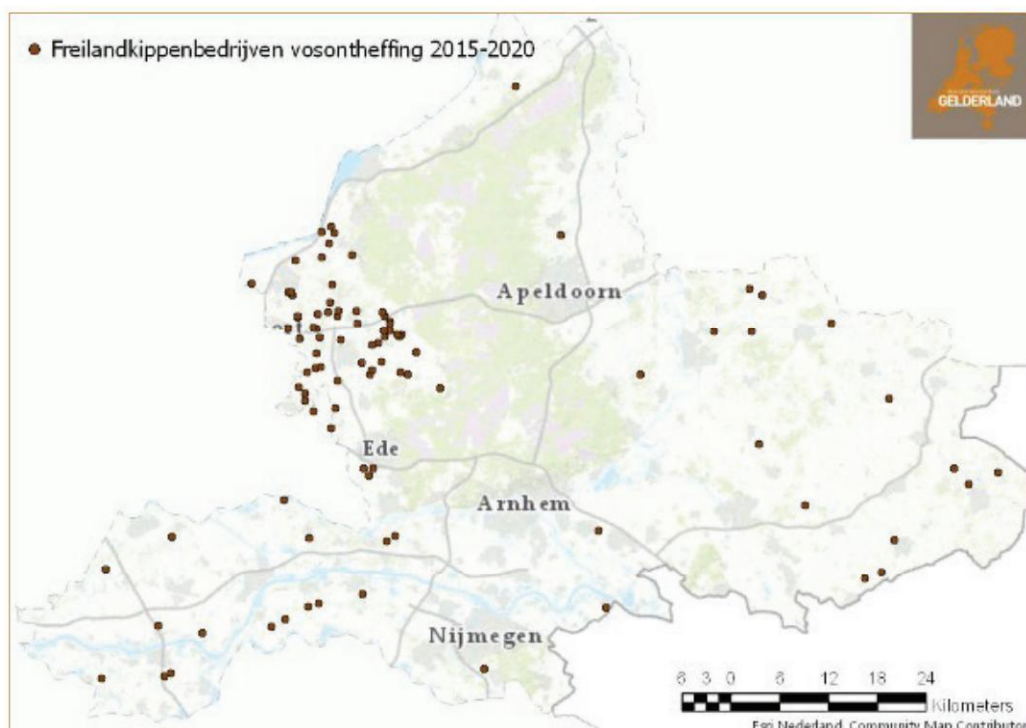 Freilandkippenbedrijven vosontheffing 2015-2020
GELDERLAND
Apeldoorn
Ede
Arnhem
Nijmegen
6 3 0 6 12 18 24
Kilometers
Esri Nederland, Community Map Contributor